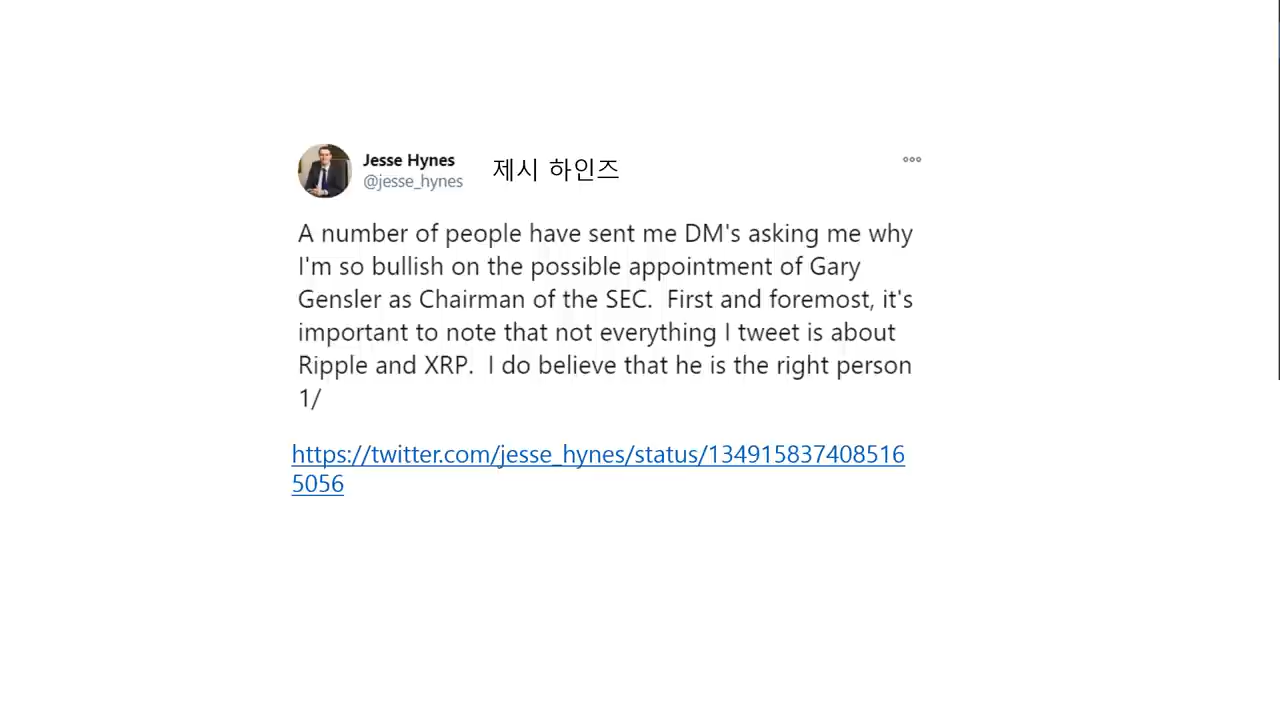 Jesse Hynes 제시 하인즈
@jesse_hynes
A number of people have sent me DM's asking me why
I'm so bullish on the possible appointment of Gary
Gensler as Chairman of the SEC.  First and foremost, it's
important to note that not everything I tweet is about
Ripple and XRP.  I do believe that he is the right person
1/
https://twitter.com/jesse_hynes/status/134915837408516
5056